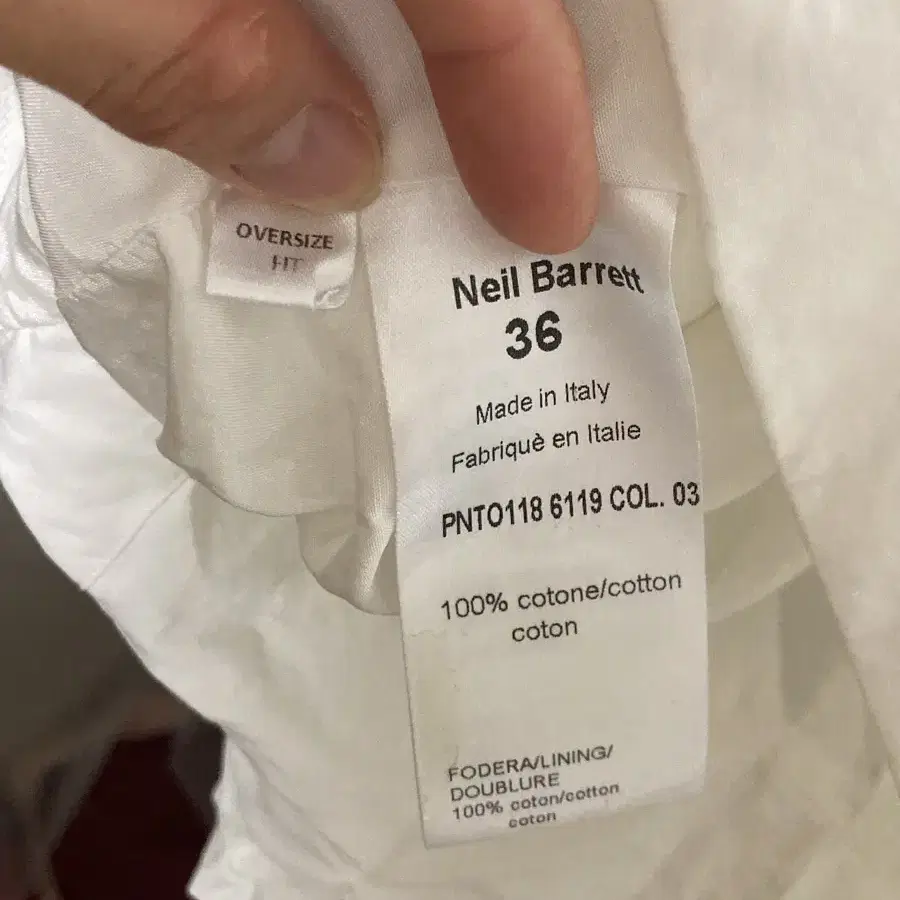 OVERSIZE
FIT
Neil Barrett
36
Made in Italy
Fabriquè en Italie
PNTO118 6119 COL. 03
100% cotone/cotton
coton
FODERA/LINING/
DOUBLURE
100% coton/cotton
coton